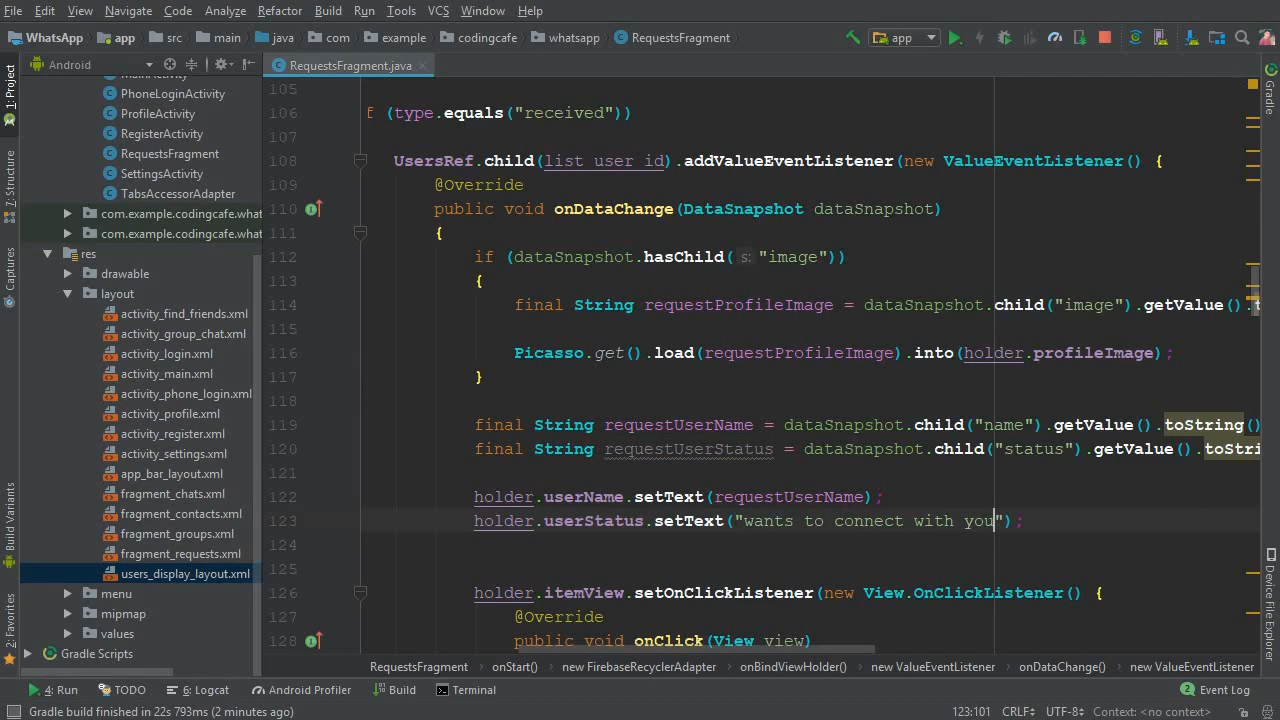 File Edit View Navigate Code Analyze Refactor Build Run Tools VCS Window Help
WhatsApp app src main java com example codingcafe whatsapp RequestsFragment app
1: Project
Z: Structure
Captures
Build Variants
2: Favorites
Android
MainActivity
PhoneLoginActivity
ProfileActivity
RegisterActivity
RequestsFragment
SettingsActivity
TabsAccessorAdapter
com.example.codingcafe.what
com.example.codingcafe.what
res
drawable
layout
activity_find_friends.xml
activity_group_chat.xml
activity_login.xml
activity_main.xml
activity_phone_login.xml
activity_profile.xml
activity_register.xml
activity_settings.xml
app_bar_layout.xml
fragment_chats.xml
fragment_contacts.xml
fragment_groups.xml
fragment_requests.xml
users_display_layout.xml
menu
mipmap
values
Gradle Scripts
RequestsFragment.java
105
106 f (type.equals("received"))
107
108 UsersRef.child(list_user_id).addValueEventListener(new ValueEventListener() {
109 @Override
110 public void onDataChange(DataSnapshot dataSnapshot)
111 {
112 if (dataSnapshot.hasChild( s: "image"))
113 {
114 final String requestProfileImage = dataSnapshot.child("image").getValue().t
115
116 Picasso.get().load(requestProfileImage).into(holder.profileImage);
117 }
118
119 final String requestUserName = dataSnapshot.child("name").getValue().toString()
120 final String requestUserStatus = dataSnapshot.child("status").getValue().toStri
121
122 holder.userName.setText(requestUserName);
123 holder.userStatus.setText("wants to connect with you");
124
125
126 holder.itemView.setOnClickListener(new View.OnClickListener() {
127 @Override
128 public void onClick(View view)
Gradle
Device File Explorer
RequestsFragment onStart() new FirebaseRecyclerAdapter onBindViewHolder() new ValueEventListener onDataChange() new ValueEventListener
4: Run TODO 6: Logcat Android Profiler Build Terminal 2 Event Log
Gradle build finished in 22s 793ms (2 minutes ago) 123:101 CRLF÷ UTF-8÷ Context: <no context>